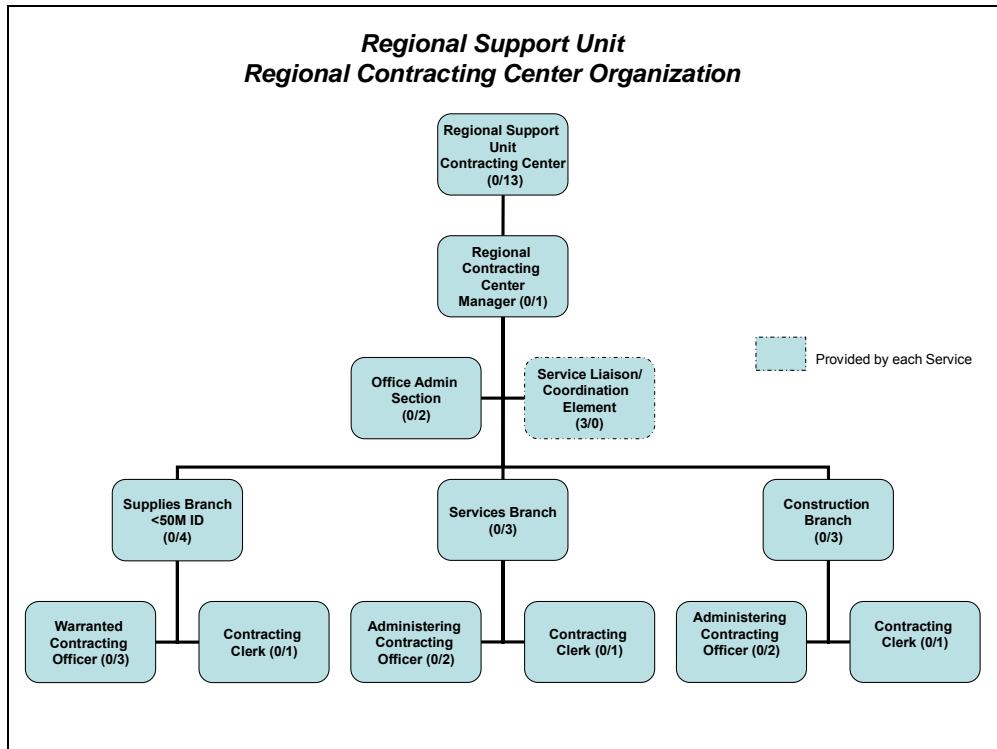 Regional Support Unit
Regional Contracting Center Organization
Regional Support
Unit
Contracting Center
(0/13)
Regional
Contracting
Center
Manager (0/1)
Office Admin
Section
(0/2)
Service Liaison/
Coordination
Element
(3/0)
Provided by each Service
Supplies Branch
<50M ID
(0/4)
Services Branch
(0/3)
Construction
Branch
(0/3)
Warranted
Contracting
Officer (0/3)
Contracting
Clerk (0/1)
Administering
Contracting
Officer (0/2)
Contracting
Clerk (0/1)
Administering
Contracting
Officer (0/2)
Contracting
Clerk (0/1)